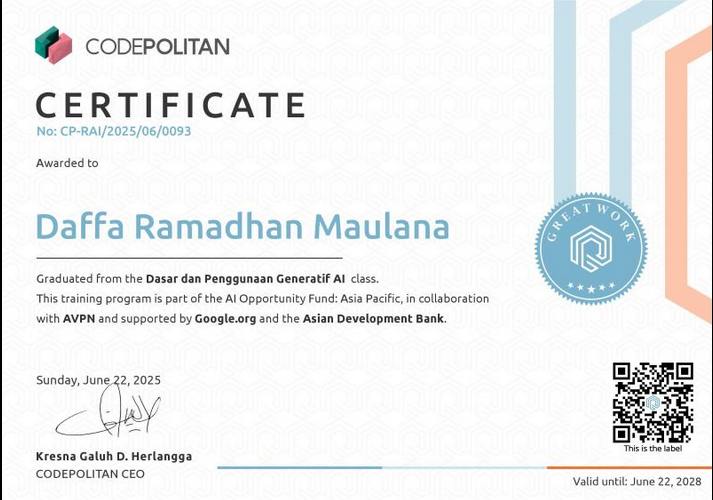 CODEPOLITAN
CERTIFICATE
No: CP-RAI/2025/06/0093
Awarded to
Daffa Ramadhan Maulana
GREAT WORK
Graduated from the Dasar dan Penggunaan Generatif AI class.
This training program is part of the AI Opportunity Fund: Asia Pacific, in collaboration
with AVPN and supported by Google.org and the Asian Development Bank.
Sunday, June 22, 2025
This is the label
Kresna Galuh D. Herlangga
CODEPOLITAN CEO
Valid until: June 22, 2028